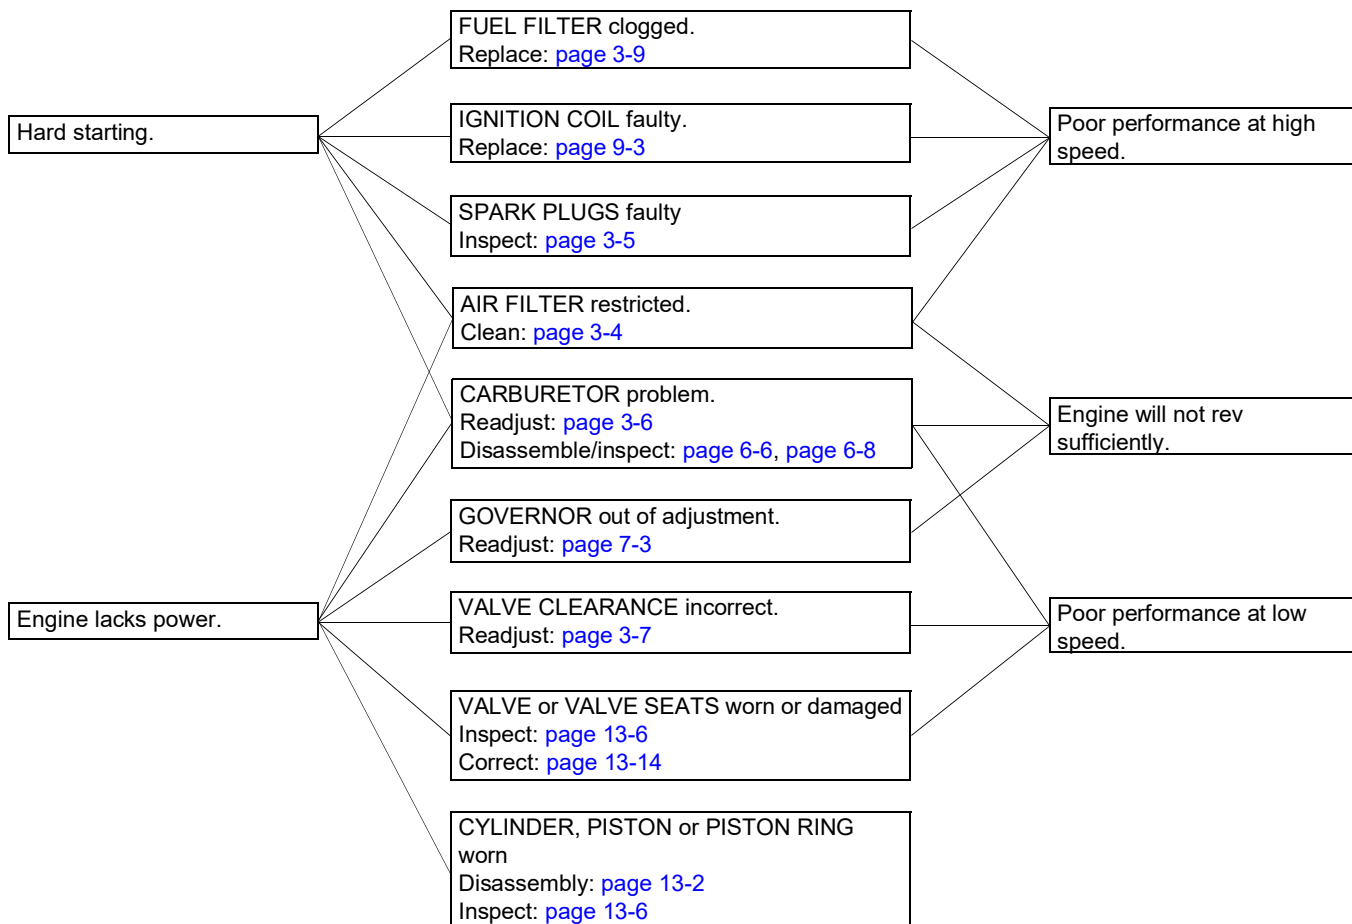 Hard starting.
Engine lacks power.
FUEL FILTER clogged.
Replace: page 3-9
IGNITION COIL faulty.
Replace: page 9-3
SPARK PLUGS faulty
Inspect: page 3-5
AIR FILTER restricted.
Clean: page 3-4
CARBURETOR problem.
Readjust: page 3-6
Disassemble/inspect: page 6-6, page 6-8
GOVERNOR out of adjustment.
Readjust: page 7-3
VALVE CLEARANCE incorrect.
Readjust: page 3-7
VALVE or VALVE SEATS worn or damaged
Inspect: page 13-6
Correct: page 13-14
CYLINDER, PISTON or PISTON RING
worn
Disassembly: page 13-2
Inspect: page 13-6
Poor performance at high
speed.
Engine will not rev
sufficiently.
Poor performance at low
speed.